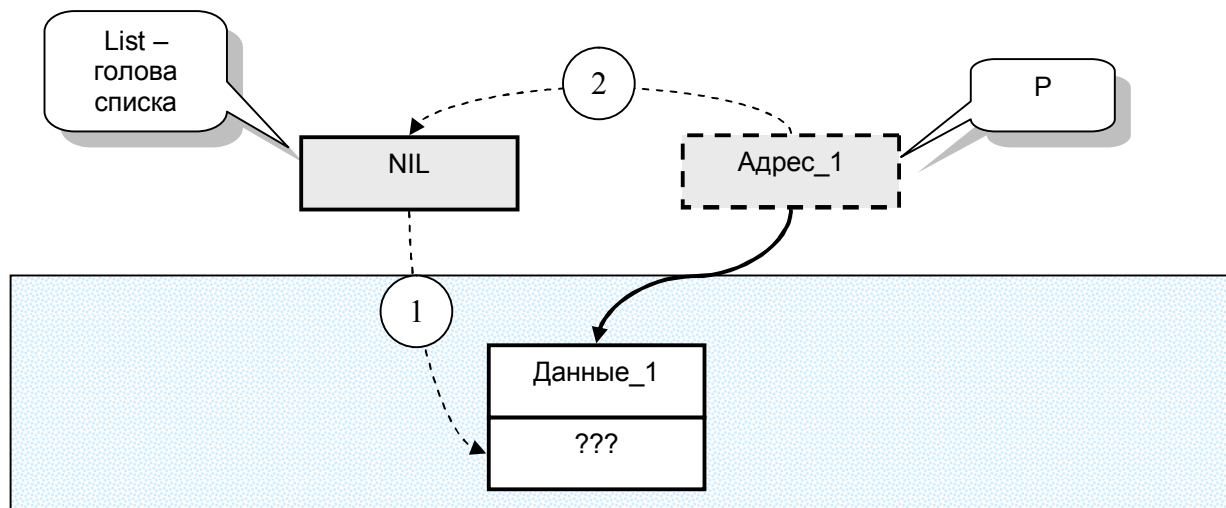 List –
голова
списка
2
P
NIL
Адрес_1
1
Данные_1
???